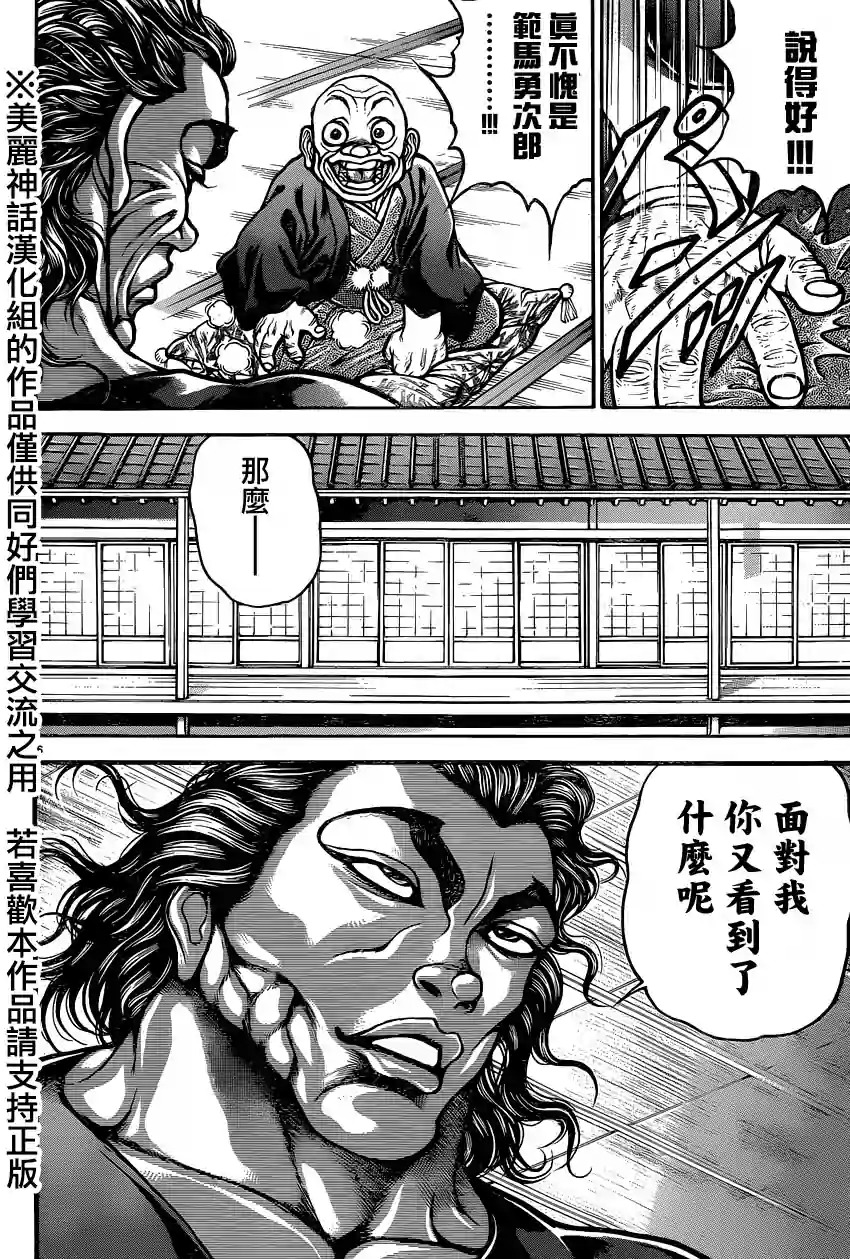 說得好!!!
眞不愧是
範馬勇次郎
………!!!
那麼──
面對我
你又看到了
什麼呢
※美麗神話漢化組的作品僅供同好們學習交流之用 若喜歡本作品請支持正版